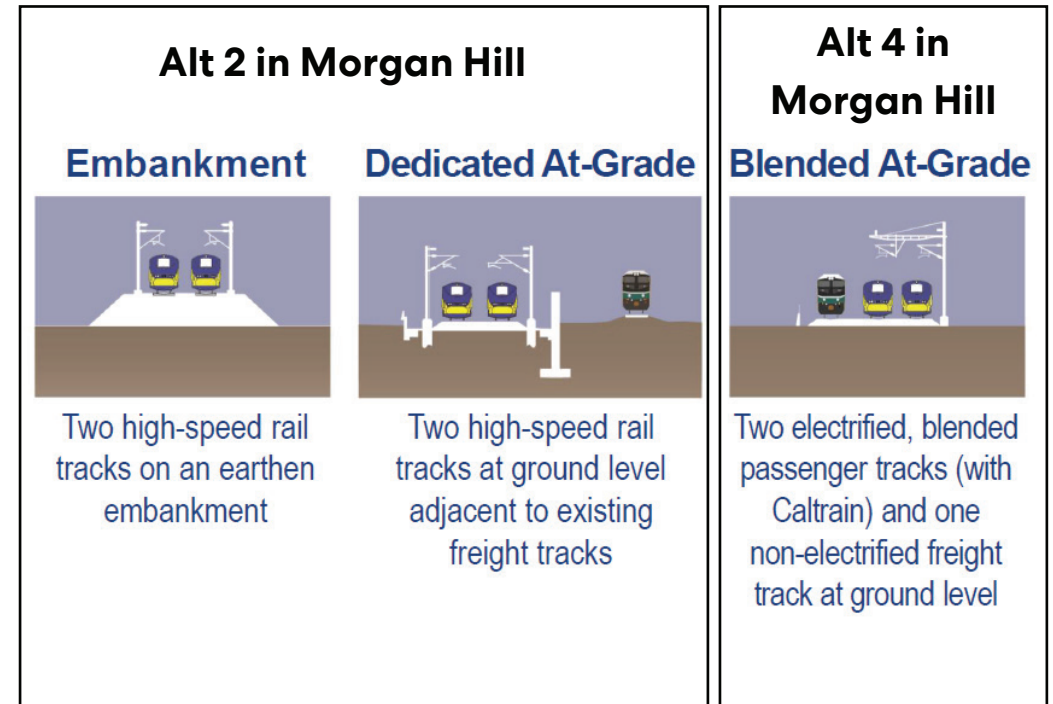 Alt 2 in Morgan Hill
Embankment
Two high-speed rail
tracks on an earthen
embankment
Dedicated At-Grade
Two high-speed rail
tracks at ground level
adjacent to existing
freight tracks
Alt 4 in
Morgan Hill
Blended At-Grade
Two electrified, blended
passenger tracks (with
Caltrain) and one
non-electrified freight
track at ground level